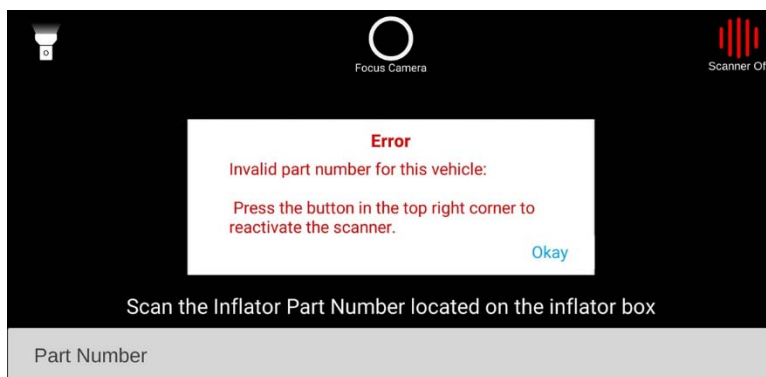 Focus Camera
Scanner Of
Error
Invalid part number for this vehicle:
Press the button in the top right corner to
reactivate the scanner.
Okay
Scan the Inflator Part Number located on the inflator box
Part Number